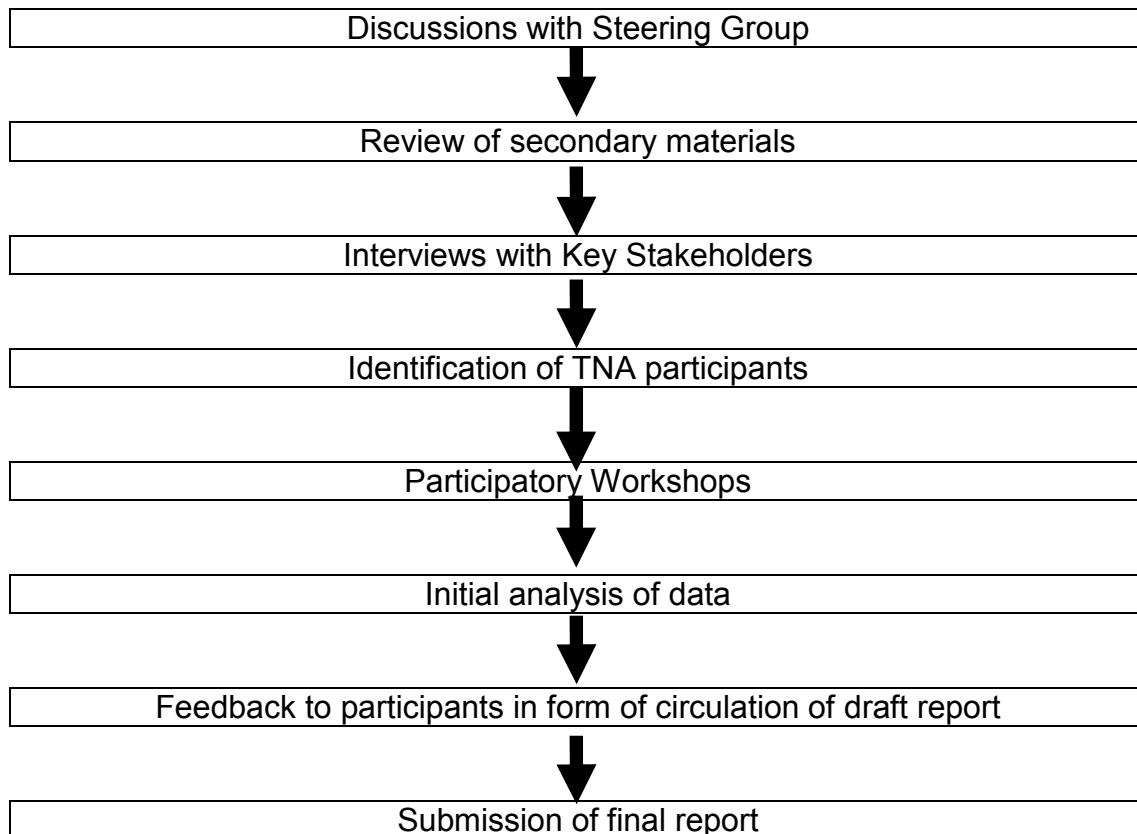 Discussions with Steering Group
Review of secondary materials
Interviews with Key Stakeholders
Identification of TNA participants
Participatory Workshops
Initial analysis of data
Feedback to participants in form of circulation of draft report
Submission of final report